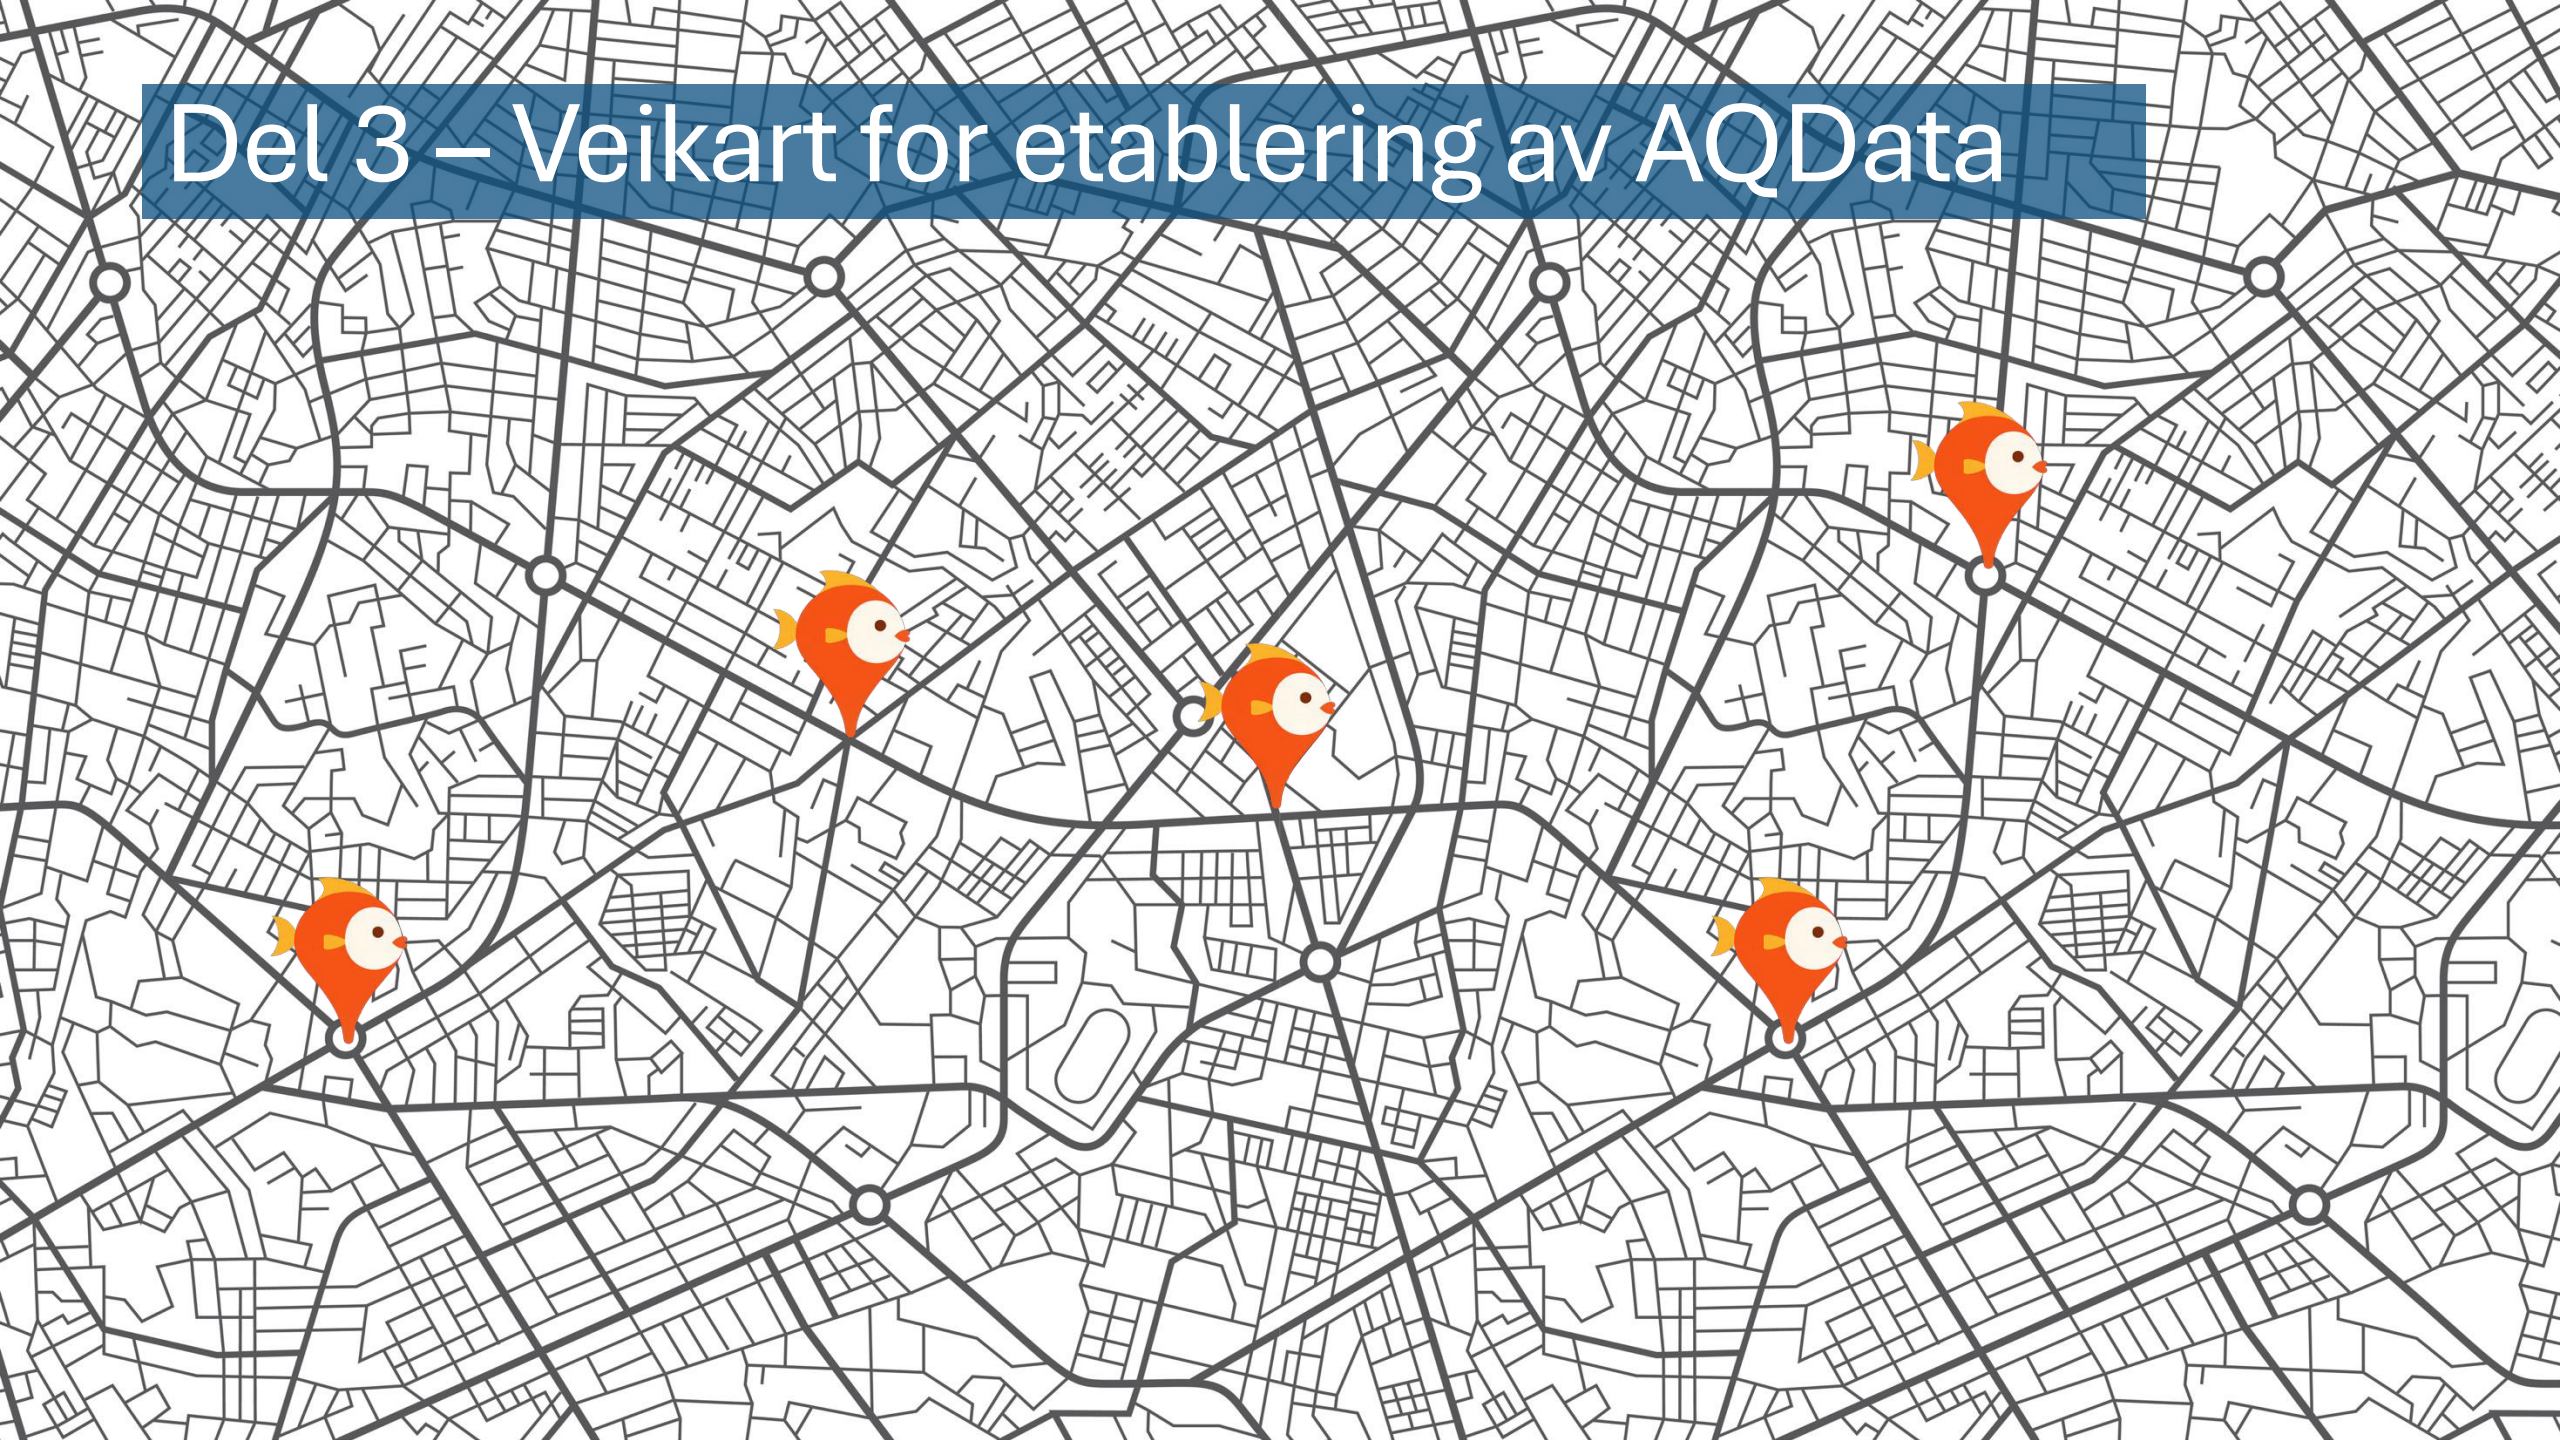 Del 3 – Veikart for etablering av AQData